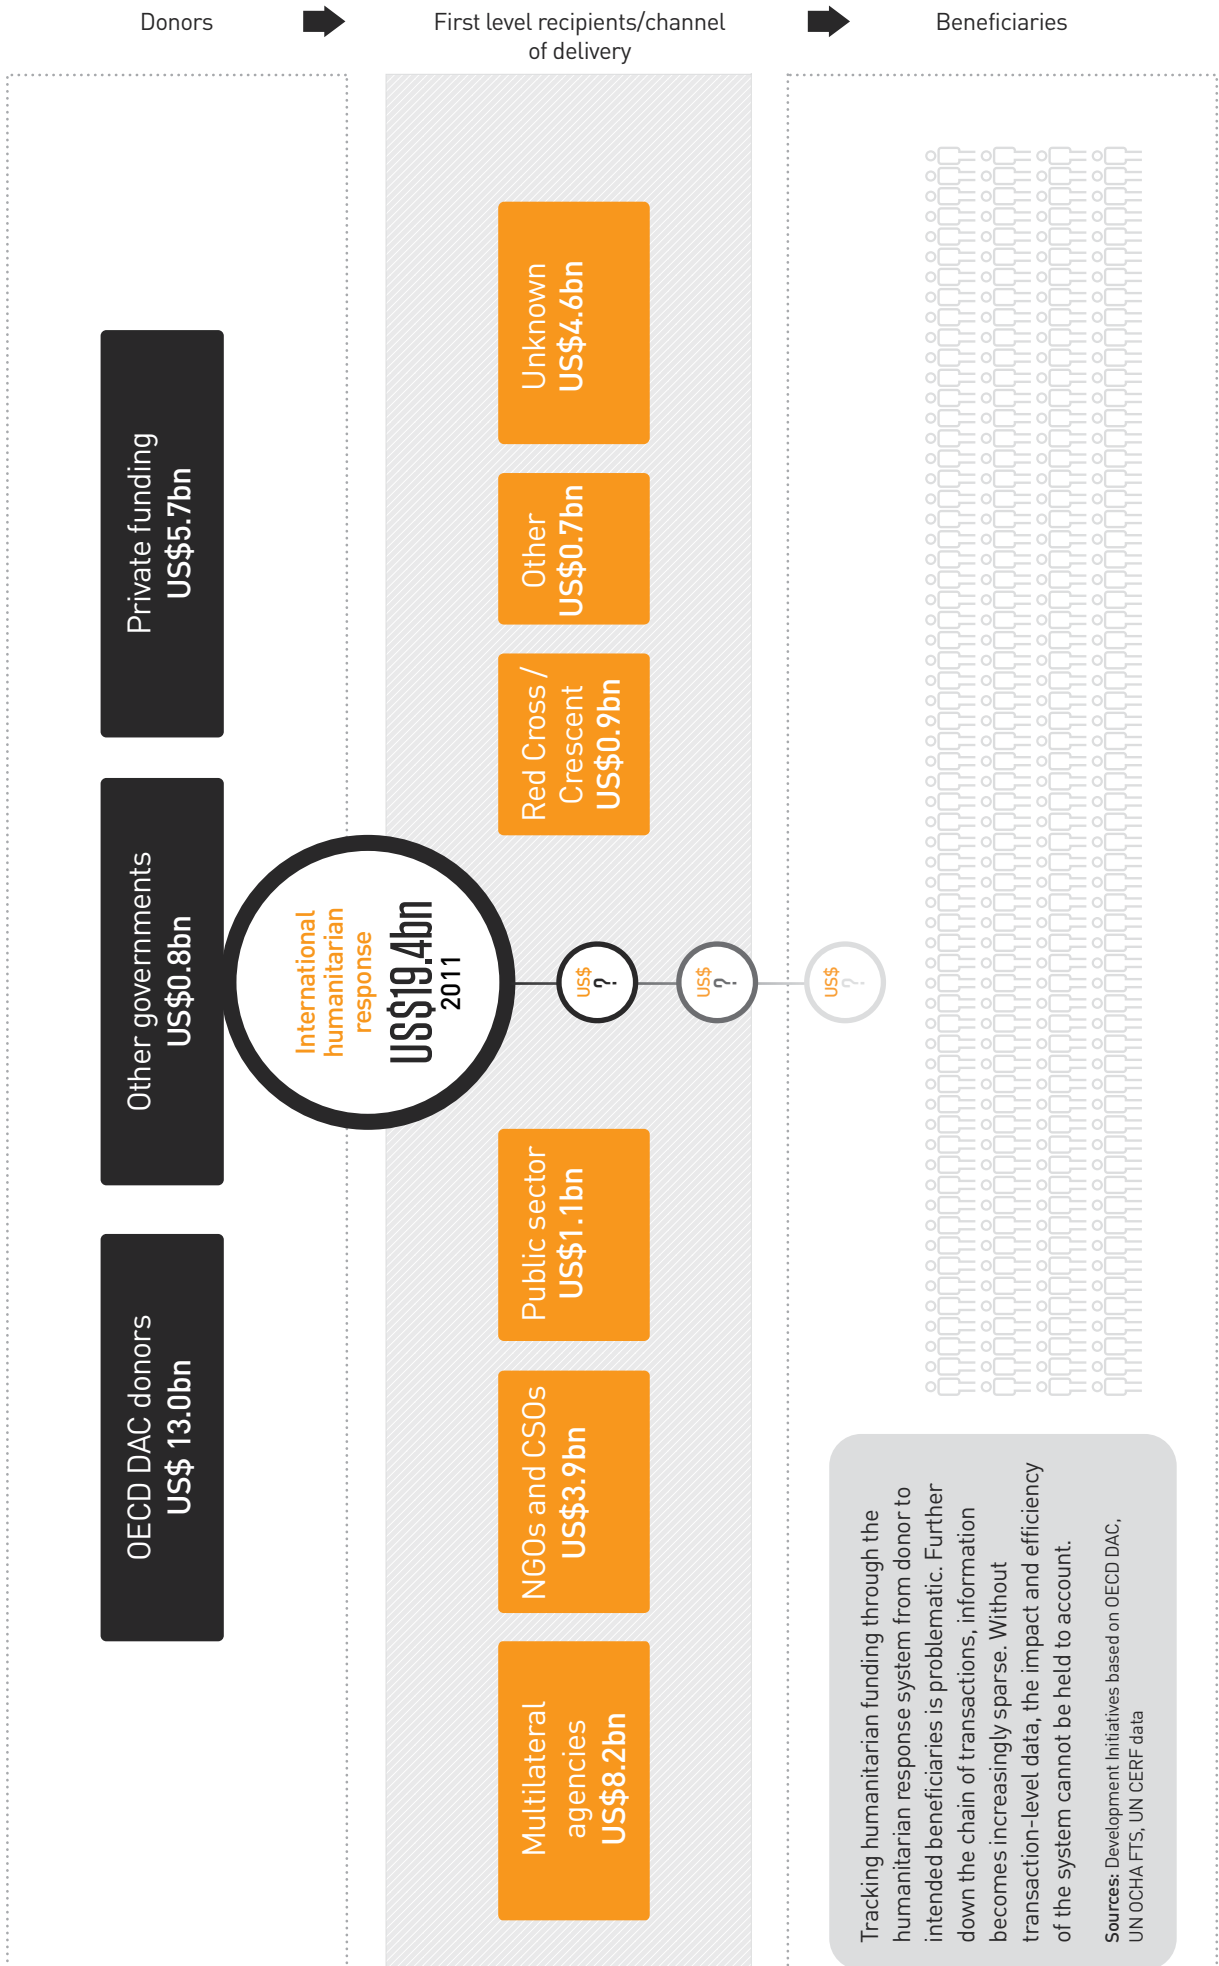 Donors
First level recipients/channel
of delivery
Beneficiaries
OECD DAC donors
US$ 13.0bn
Other governments
US$0.8bn
Private funding
US$5.7bn
International
humanitarian
response
US$19.4bn
2011
Multilateral
agencies
US$8.2bn
NGOs and CSOs
US$3.9bn
Public sector
US$1.1bn
Red Cross /
Crescent
US$0.9bn
Other
US$0.7bn
Unknown
US$4.6bn
US$
?
US$
?
US$
?
Tracking humanitarian funding through the
humanitarian response system from donor to
intended beneficiaries is problematic. Further
down the chain of transactions, information
becomes increasingly sparse. Without
transaction-level data, the impact and efficiency
of the system cannot be held to account.
Sources: Development Initiatives based on OECD DAC,
UN OCHA FTS, UN CERF data